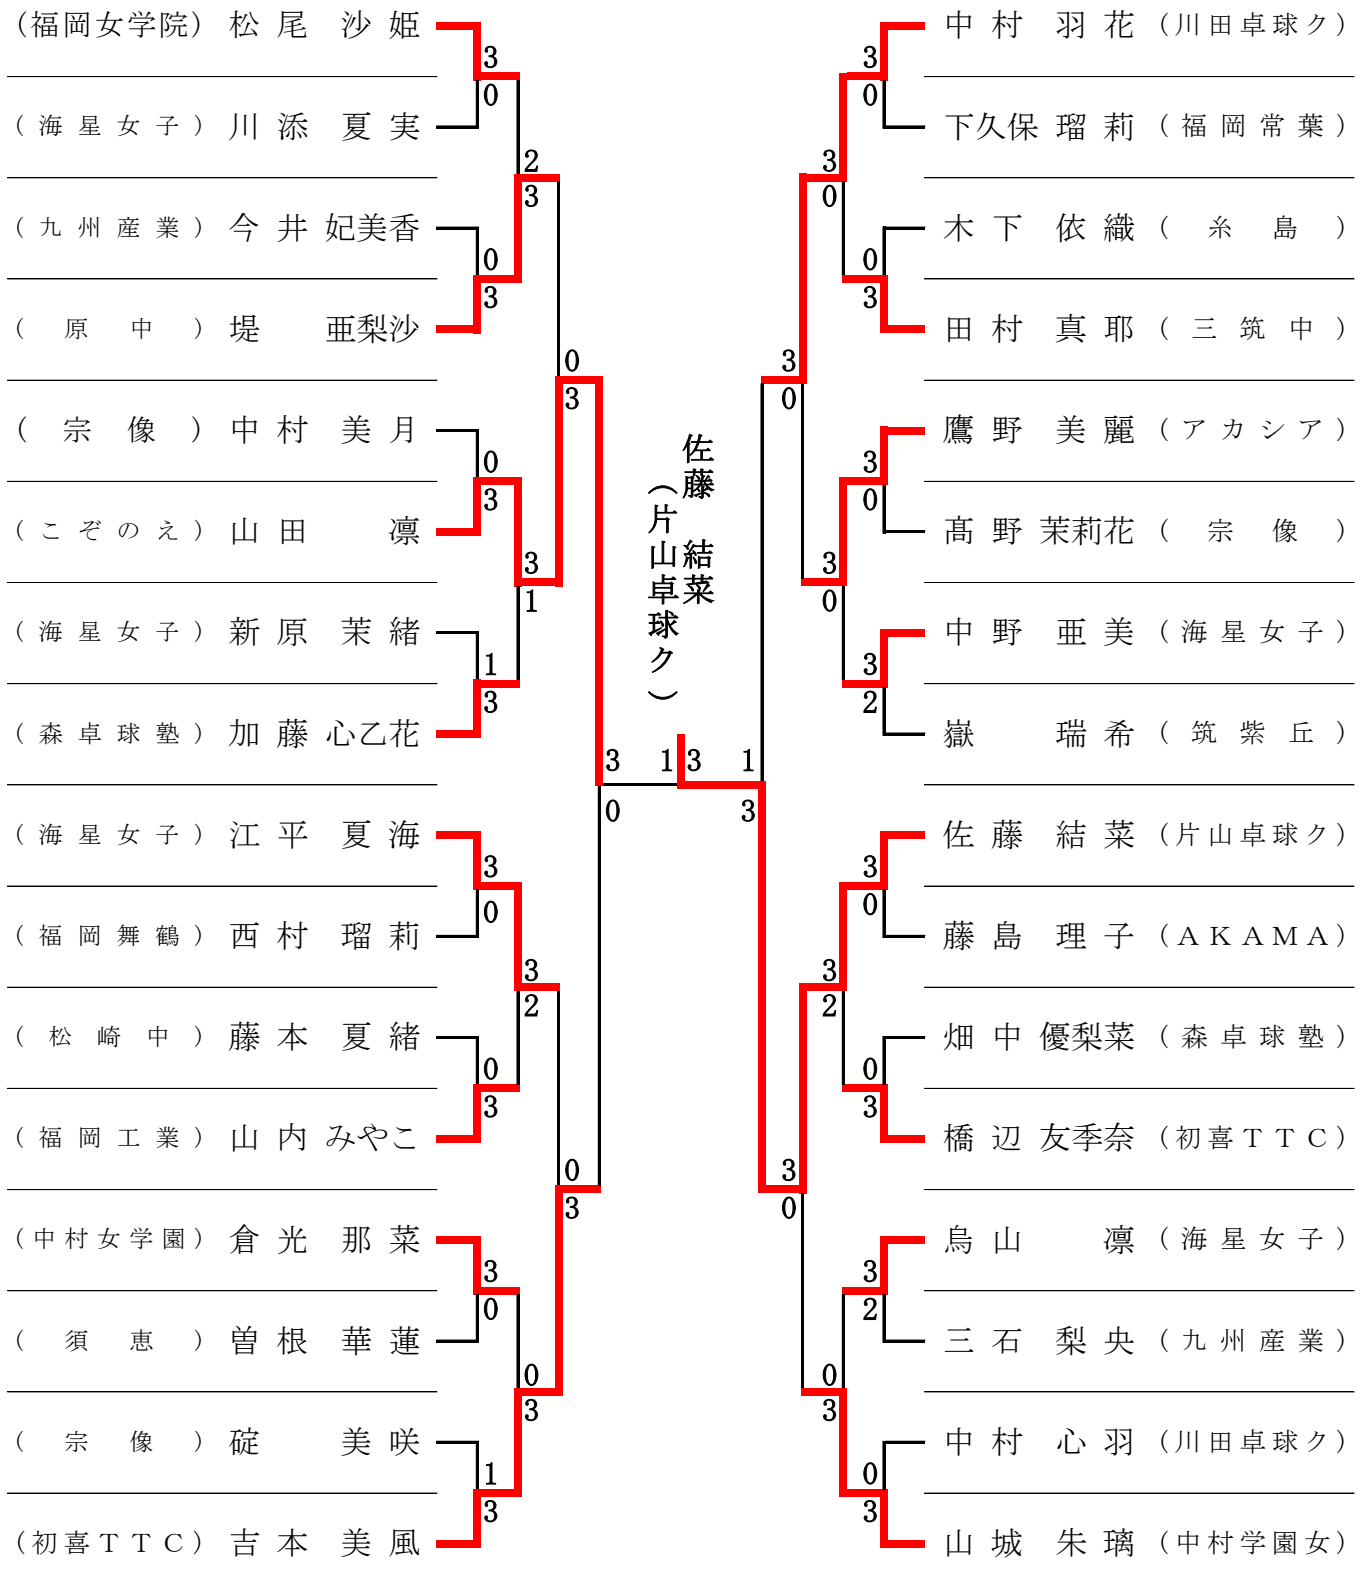 (福岡女学院) 松尾 沙姫
3
0
(海星女子) 川添 夏実
2
3
(九州産業) 今井 妃美香
0
3
(原中) 堤 亜梨沙
0
3
(宗像) 中村 美月
0
3
(こぞのえ) 山田 凛
3
1
(海星女子) 新原 茉緒
1
3
(森卓球塾) 加藤 心乙花
3
0
(海星女子) 江平 夏海
3
0
(福岡舞鶴) 西村 瑠莉
3
2
(松崎中) 藤本 夏緒
0
3
(福岡工業) 山内 みやこ
0
3
(中村女学園) 倉光 那菜
3
0
(須恵) 曽根 華蓮
0
3
(宗像) 碇 美咲
1
3
(初喜TTC) 吉本 美風
佐藤 結菜
(片山卓球ク)
1 3
中村 羽花 (川田卓球ク)
3
0
下久保 瑠莉 (福岡常葉)
3
0
木下 依織 (糸島)
0
3
田村 真耶 (三筑中)
3
0
鷹野 美麗 (アカシア)
3
0
髙野 茉莉花 (宗像)
3
0
中野 亜美 (海星女子)
3
2
嶽 瑞希 (筑紫丘)
1
3
佐藤 結菜 (片山卓球ク)
3
0
藤島 理子 (AKAMA)
3
2
畑中 優梨菜 (森卓球塾)
0
3
橋辺 友季奈 (初喜TTC)
3
0
烏山 凛 (海星女子)
3
2
三石 梨央 (九州産業)
0
3
中村 心羽 (川田卓球ク)
0
3
山城 朱璃 (中村学園女)